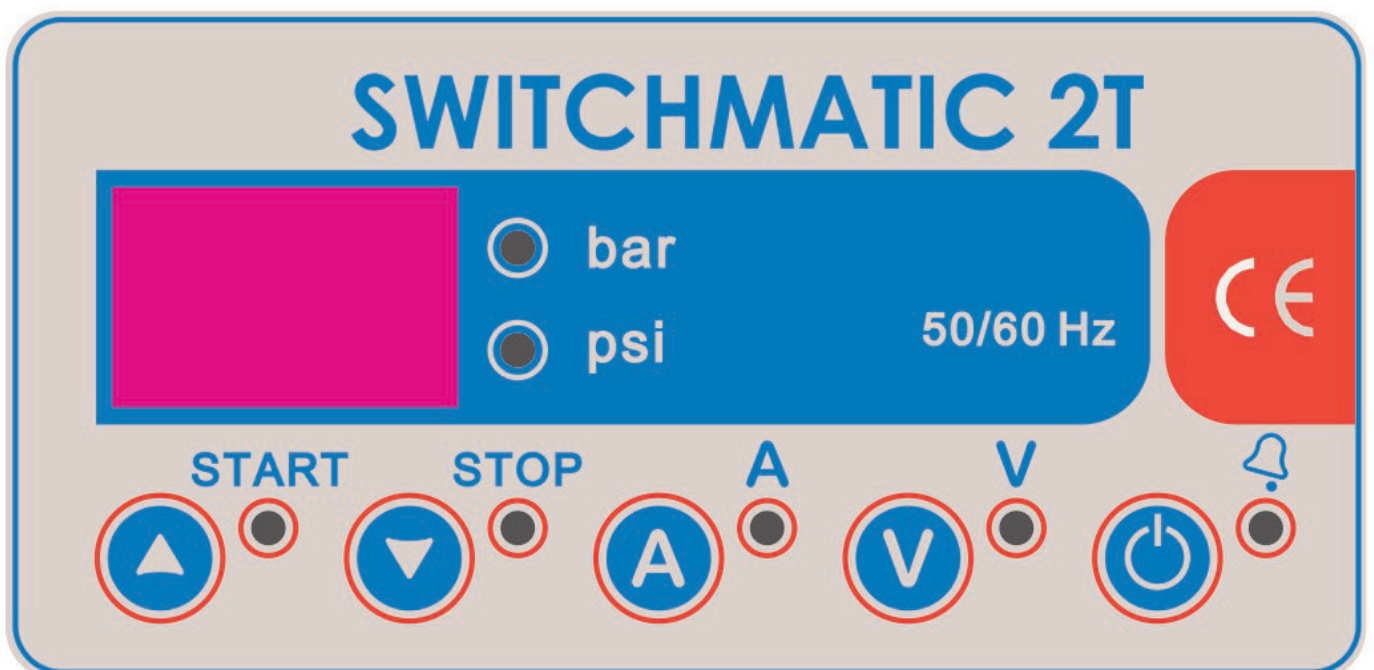 SWITCHMATIC 2T
bar
psi
50/60 Hz
CE
START
STOP
A
V
A
V